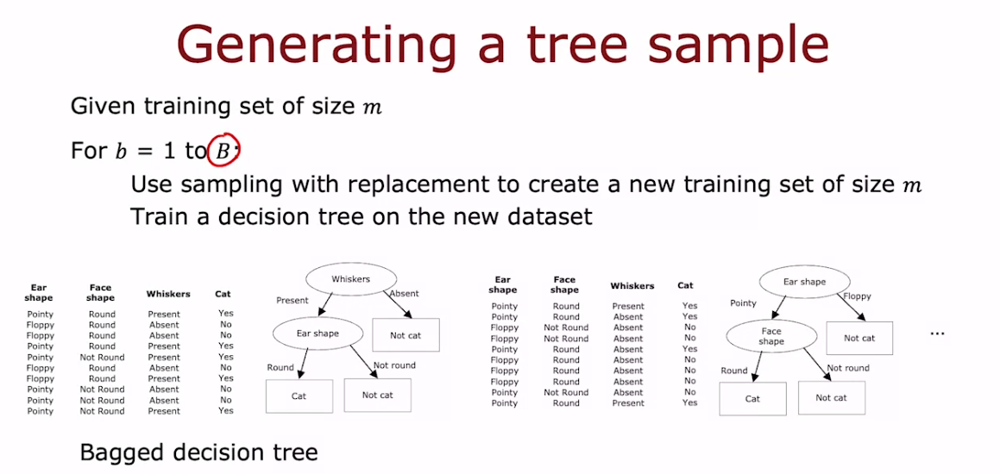 Generating a tree sample
Given training set of size m
For b = 1 to B:
Use sampling with replacement to create a new training set of size m
Train a decision tree on the new dataset
Ear shape Face shape Whiskers Cat
Pointy Round Present Yes
Floppy Round Absent No
Floppy Round Absent No
Pointy Round Present Yes
Pointy Not Round Present Yes
Floppy Round Absent No
Floppy Round Present Yes
Pointy Not Round Absent No
Pointy Not Round Absent No
Pointy Not Round Present Yes
Whiskers
Present Absent
Ear shape Not cat
Round Not round
Cat Not cat
Ear shape Face shape Whiskers Cat
Pointy Round Present Yes
Pointy Round Absent Yes
Floppy Not Round Absent No
Floppy Not Round Absent No
Pointy Round Absent Yes
Floppy Round Absent No
Floppy Round Absent No
Floppy Round Absent No
Pointy Not Round Absent No
Pointy Round Present Yes
Ear shape
Pointy Floppy
Face shape Not cat
Round Not round
Cat Not cat
...
Bagged decision tree